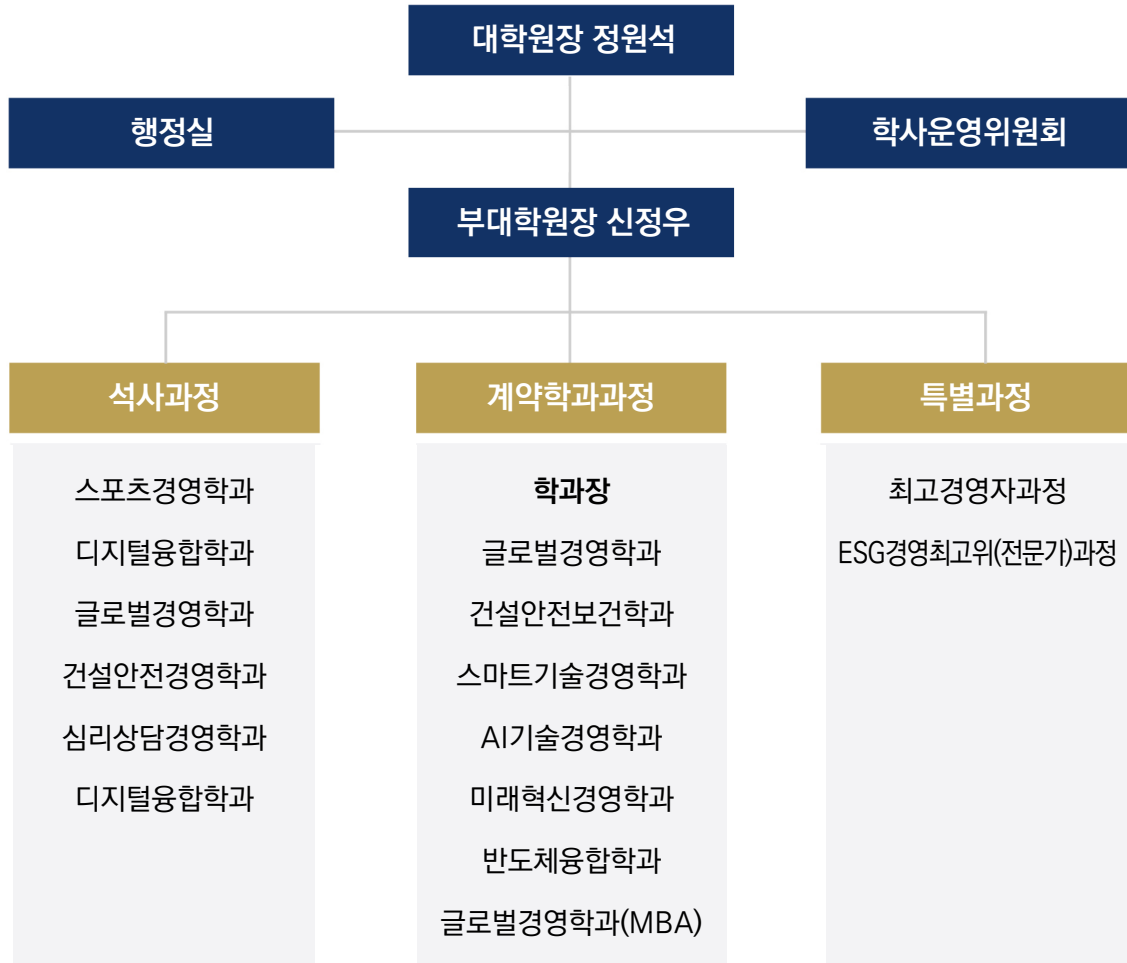 대학원장 정원석
행정실
학사운영위원회
부대학원장 신정우
석사과정
스포츠경영학과
디지털융합학과
글로벌경영학과
건설안전경영학과
심리상담경영학과
디지털융합학과
계약학과과정
학과장
글로벌경영학과
건설안전보건학과
스마트기술경영학과
AI기술경영학과
미래혁신경영학과
반도체융합학과
글로벌경영학과(MBA)
특별과정
최고경영자과정
ESG경영최고위(전문가)과정